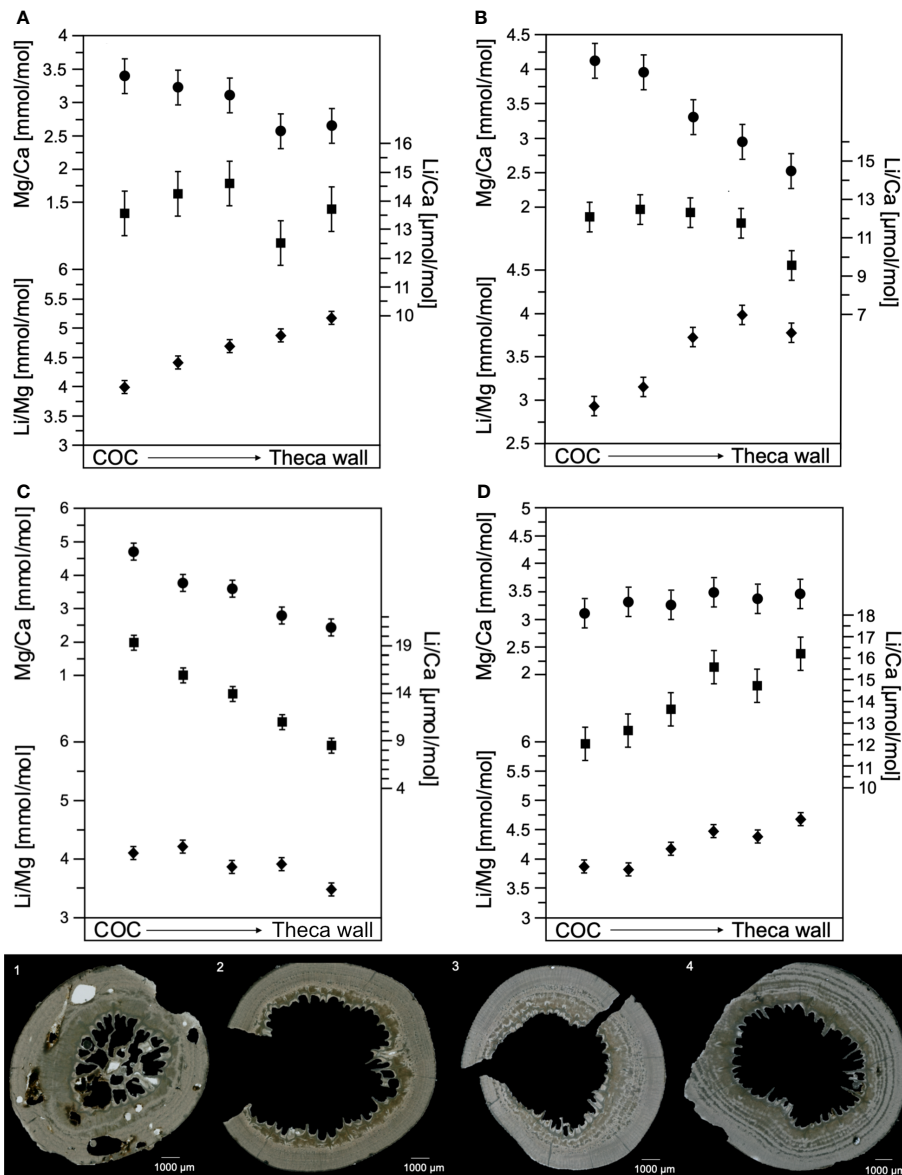 A
Mg/Ca [mmol/mol]
4
3.5
3
2.5
2
1.5
Li/Ca [µmol/mol]
16
15
14
13
12
11
10
Li/Mg [mmol/mol]
6
5.5
5
4.5
4
3.5
3
COC
Theca wall
B
Mg/Ca [mmol/mol]
4.5
4
3.5
3
2.5
2
Li/Ca [µmol/mol]
15
13
11
9
7
Li/Mg [mmol/mol]
4.5
4
3.5
3
2.5
COC
Theca wall
C
Mg/Ca [mmol/mol]
6
5
4
3
2
1
Li/Ca [µmol/mol]
19
14
9
4
Li/Mg [mmol/mol]
6
5
4
3
COC
Theca wall
D
Mg/Ca [mmol/mol]
5
4.5
4
3.5
3
2.5
2
Li/Ca [µmol/mol]
18
17
16
15
14
13
12
11
10
Li/Mg [mmol/mol]
6
5.5
5
4.5
4
3.5
3
COC
Theca wall
1
1000 µm
2
1000 µm
3
1000 µm
4
1000 µm